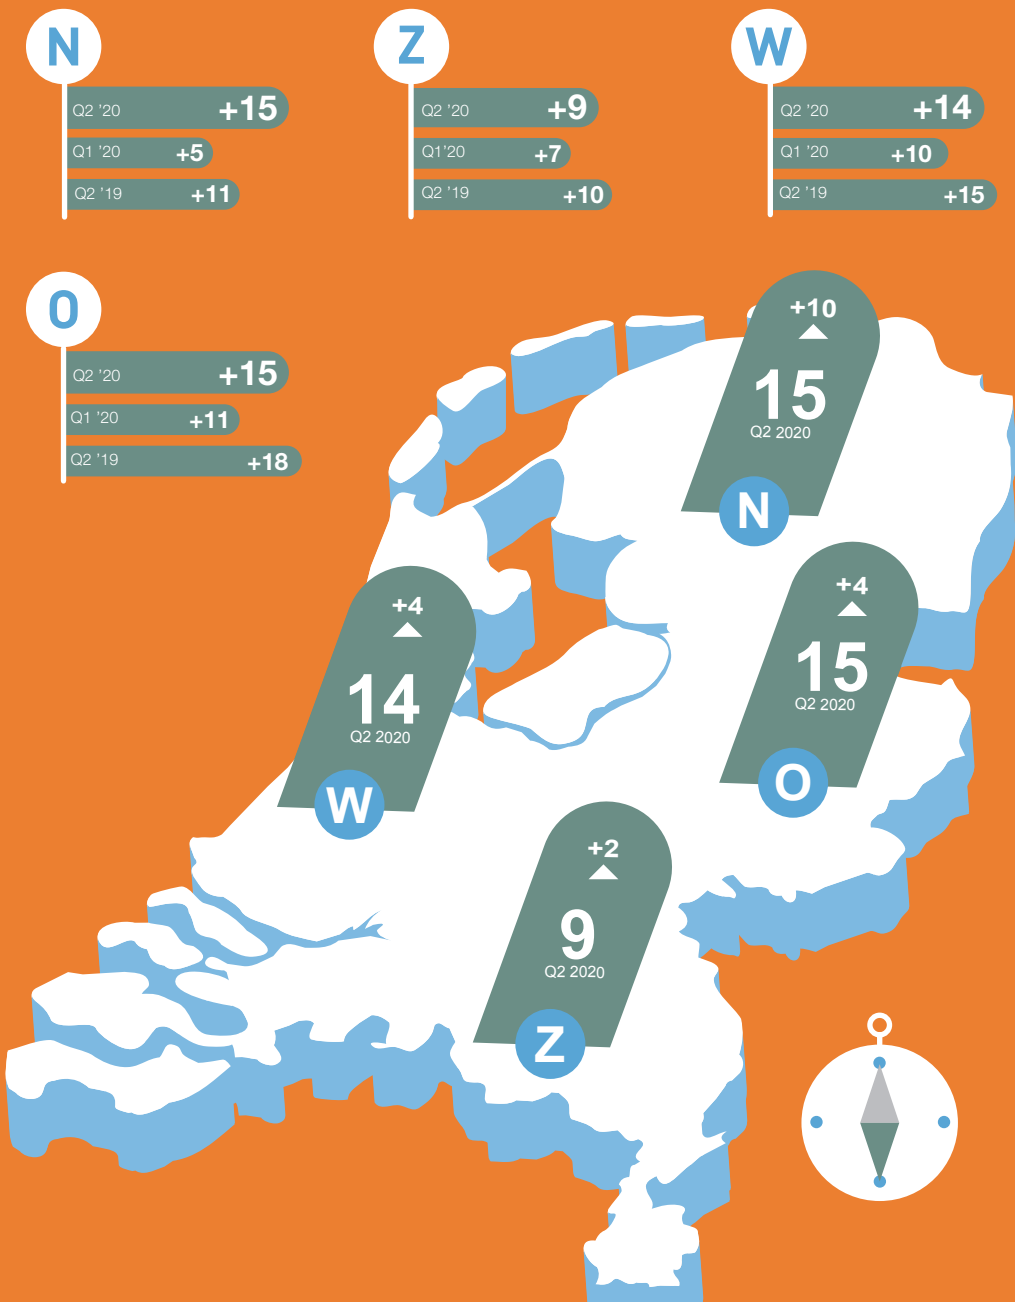 N
Q2 ’20 +15
Q1 ’20 +5
Q2 ’19 +11
Z
Q2 ’20 +9
Q1’20 +7
Q2 ’19 +10
W
Q2 ’20 +14
Q1 ’20 +10
Q2 ’19 +15
O
Q2 ’20 +15
Q1 ’20 +11
Q2 ’19 +18
+10
15
Q2 2020
N
+4
15
Q2 2020
O
+4
14
Q2 2020
W
+2
9
Q2 2020
Z